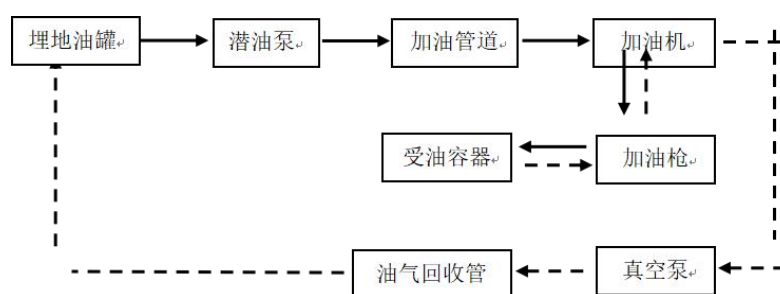 埋地油罐
潜油泵
加油管道
加油机
受油容器
加油枪
油气回收管
真空泵